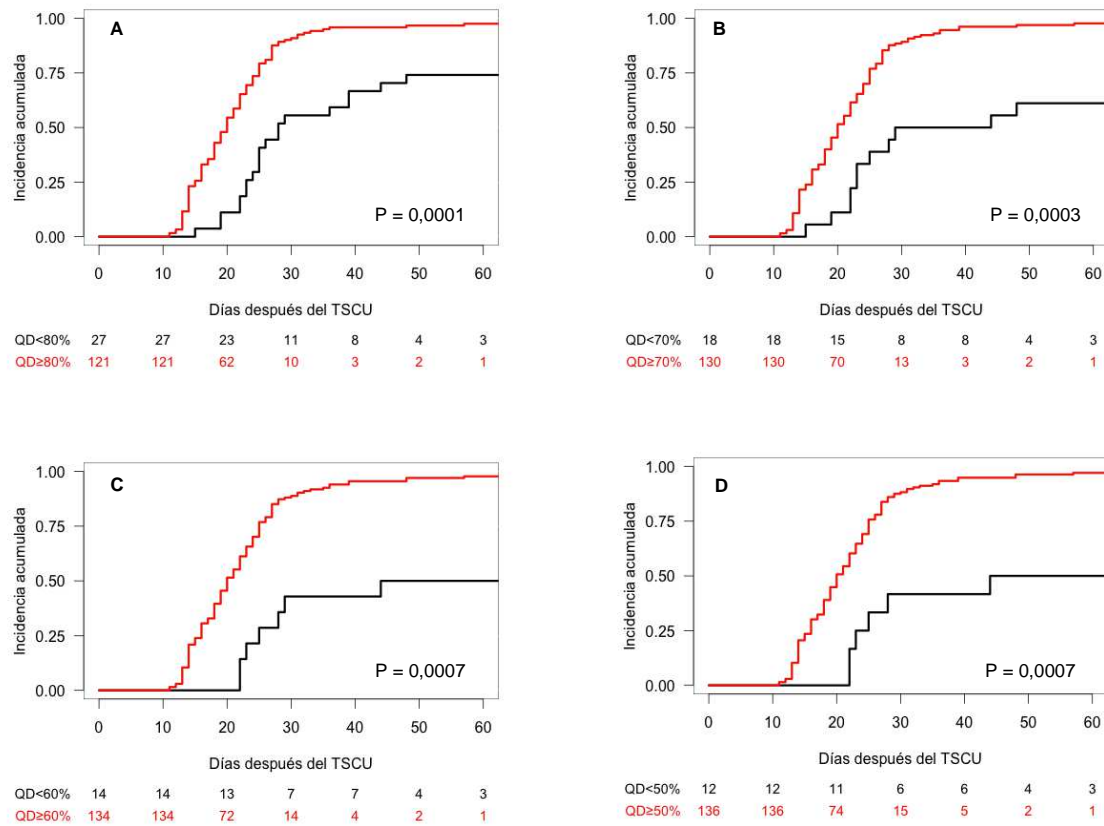 A
1.00
0.75
0.50
0.25
0.00
Incidencia acumulada
P = 0,0001
0 10 20 30 40 50 60
Días después del TSCU
QD<80% 27 27 23 11 8 4 3
QD≥80% 121 121 62 10 3 2 1
B
1.00
0.75
0.50
0.25
0.00
Incidencia acumulada
P = 0,0003
0 10 20 30 40 50 60
Días después del TSCU
QD<70% 18 18 15 8 8 4 3
QD≥70% 130 130 70 13 3 2 1
C
1.00
0.75
0.50
0.25
0.00
Incidencia acumulada
P = 0,0007
0 10 20 30 40 50 60
Días después del TSCU
QD<60% 14 14 13 7 7 4 3
QD≥60% 134 134 72 14 4 2 1
D
1.00
0.75
0.50
0.25
0.00
Incidencia acumulada
P = 0,0007
0 10 20 30 40 50 60
Días después del TSCU
QD<50% 12 12 11 6 6 4 3
QD≥50% 136 136 74 15 5 2 1